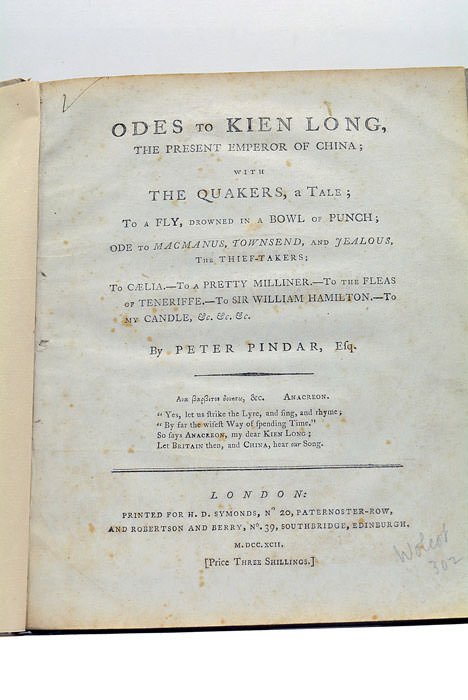 ODES TO KIEN LONG,
THE PRESENT EMPEROR OF CHINA;
WITH
THE QUAKERS, A TALE;
TO A FLY, DROWNED IN A BOWL OF PUNCH;
ODE TO MACMANUS, TOWNSEND, AND JEALOUS,
THE THIEF-TAKERS;
TO CÆLIA.—TO A PRETTY MILLINER.—TO THE FLEAS
OF TENERIFFE.—TO SIR WILLIAM HAMILTON.—TO
MY CANDLE, &c. &c. &c.
By PETER PINDAR, Esq.
&c. ANACREON.
"Yes, let us strike the Lyre, and sing, and rhyme;
"By far the wisest Way of spending Time."
So says ANACREON, my dear KIEN LONG;
Let BRITAIN then, and CHINA, hear our Song.
LONDON:
PRINTED FOR H. D. SYMONDS, No 20, PATERNOSTER-ROW,
AND ROBERTSON AND BERRY, No. 39, SOUTHBRIDGE, EDINBURGH.
M.DCC.XCII.
[Price THREE SHILLINGS.]
Wolcot
302